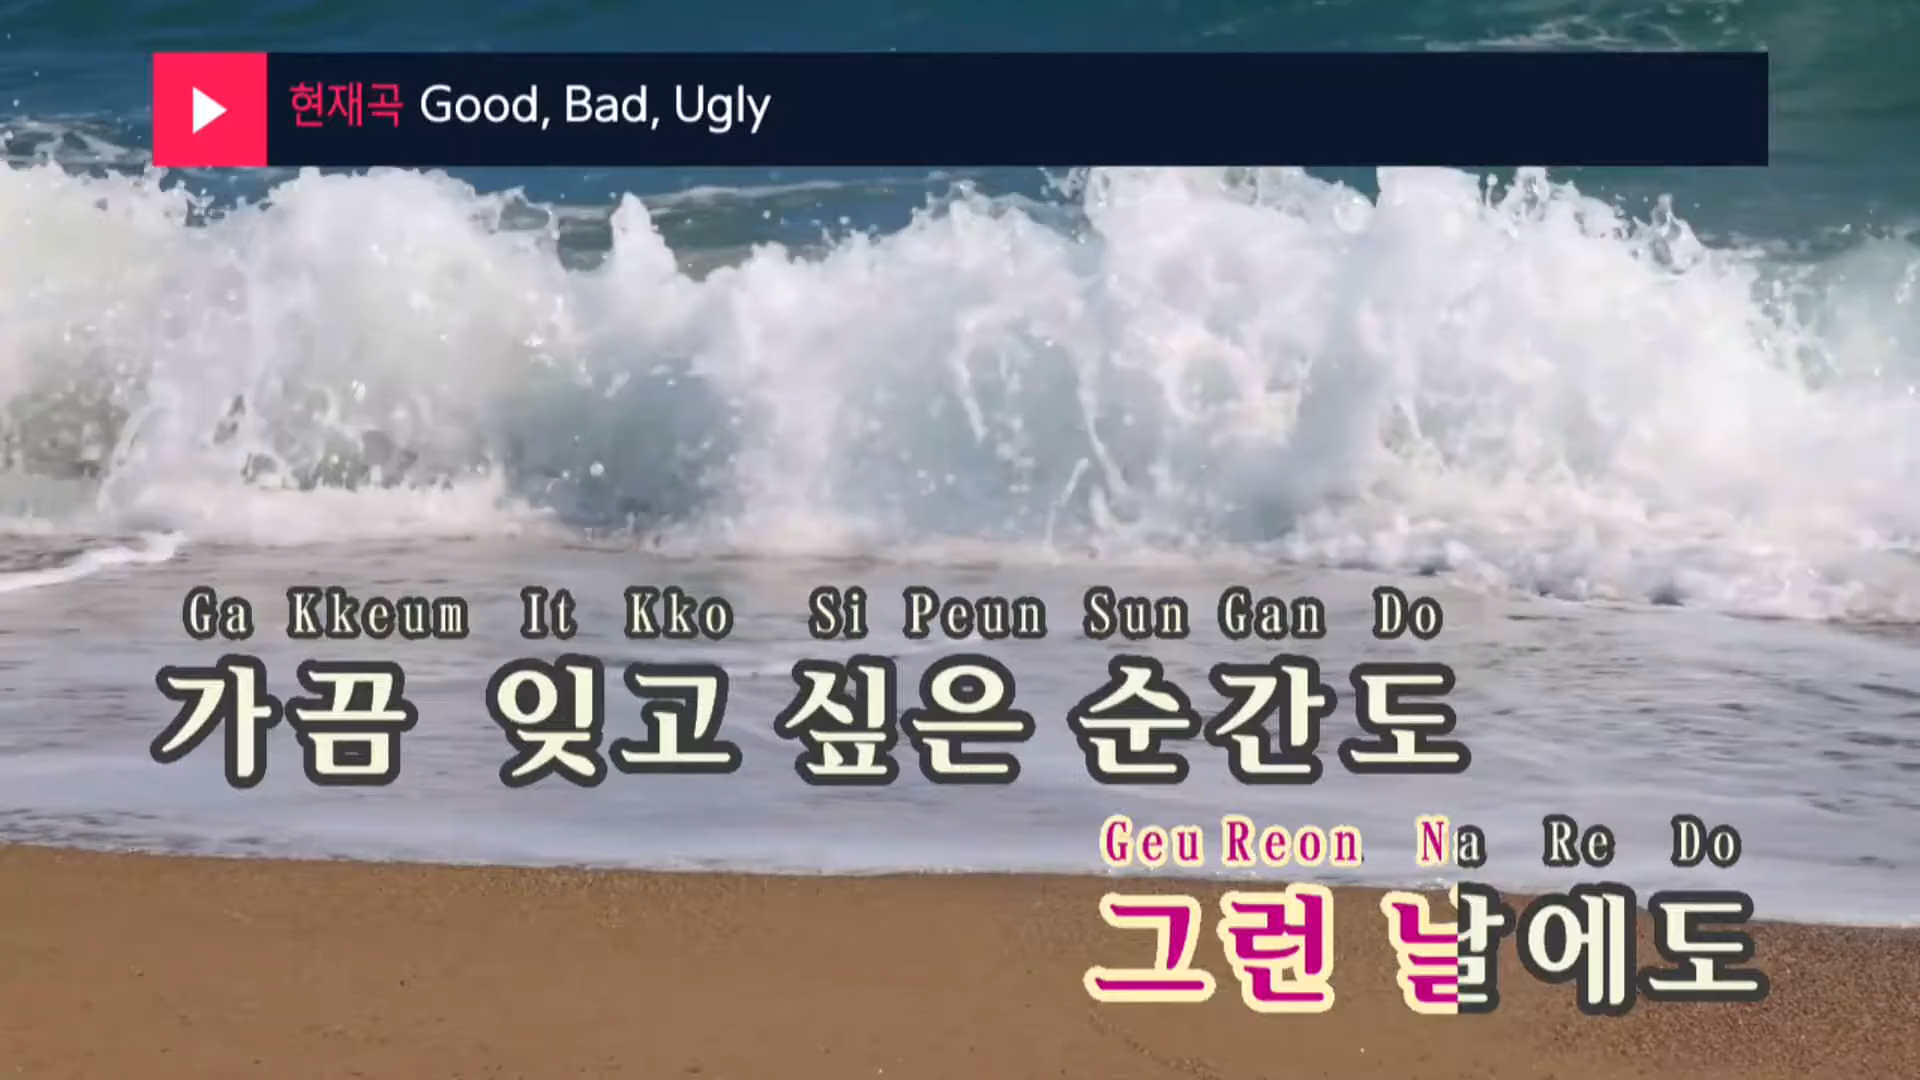 현재곡 Good, Bad, Ugly
Ga Kkeum It Kko Si Peun Sun Gan Do
가끔 잊고 싶은 순간도
Geu Reon Na Re Do
그런 날에도